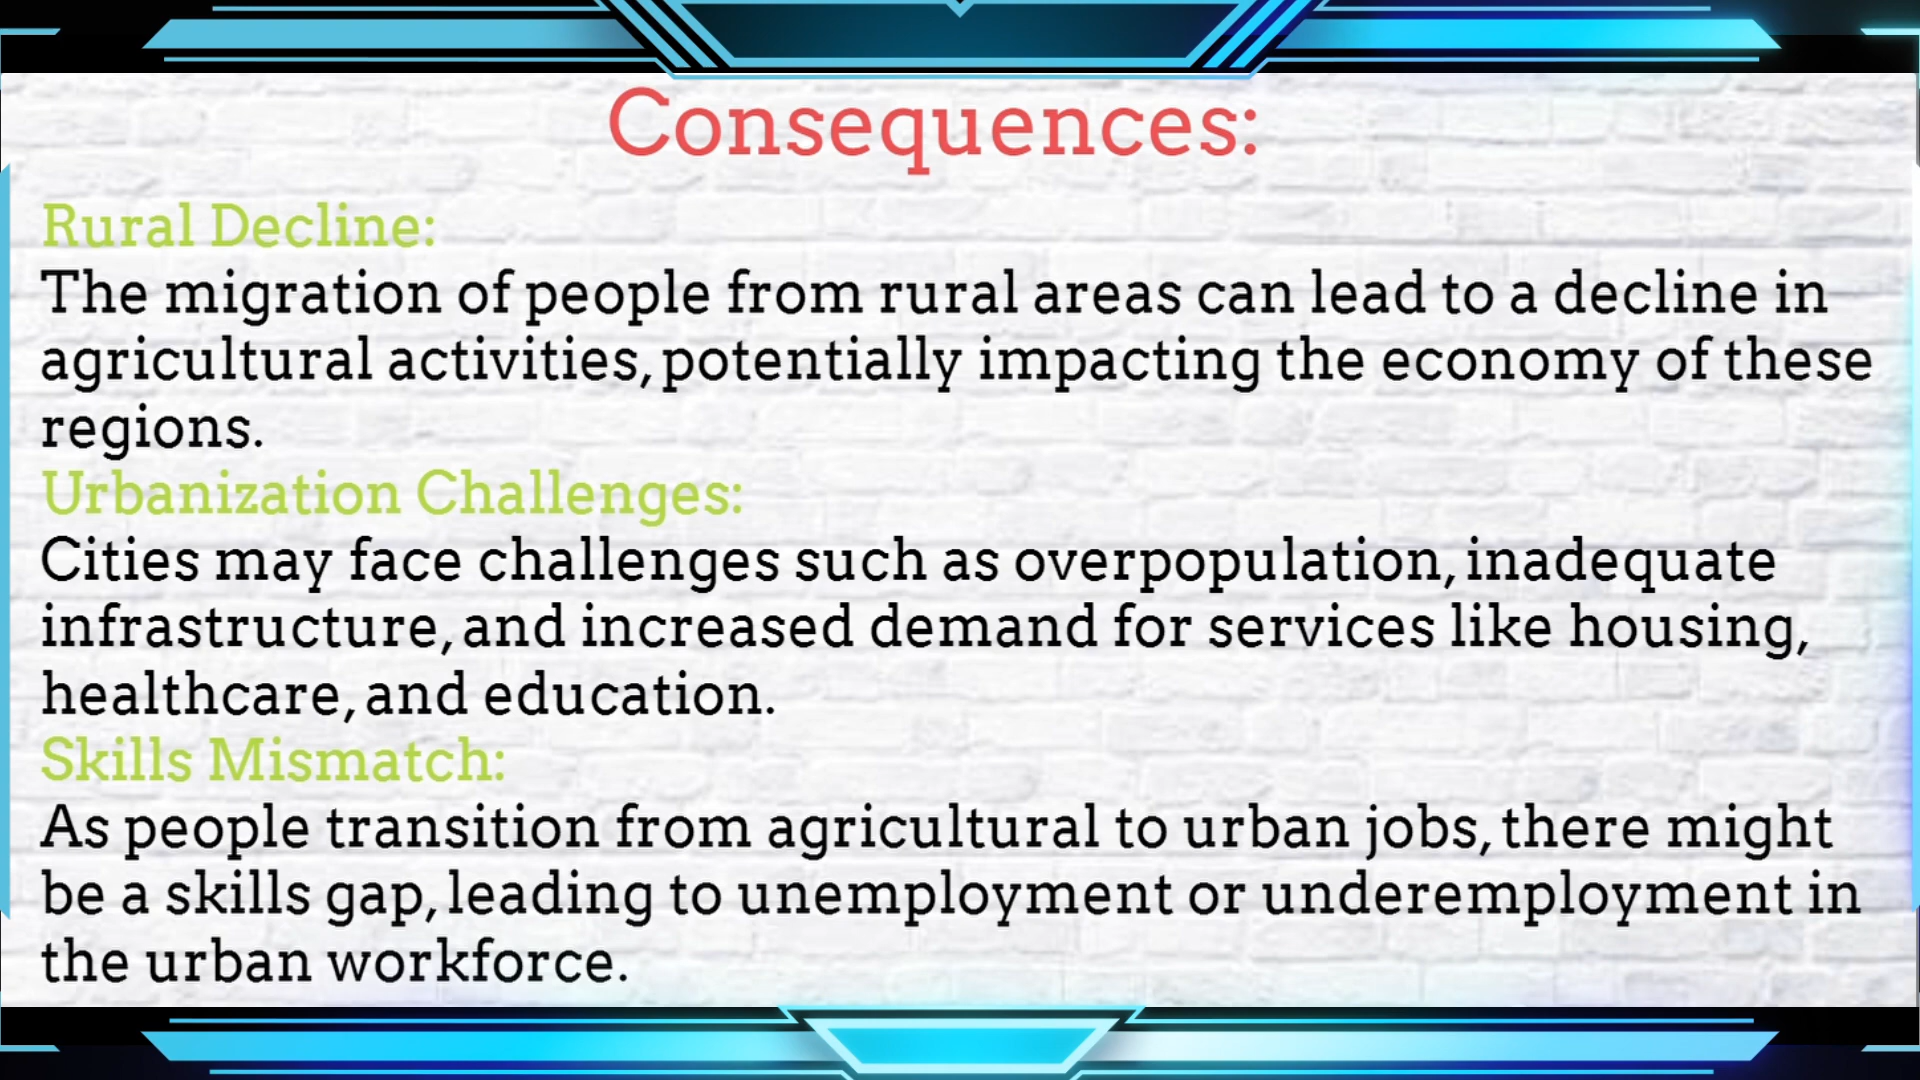 Consequences:
Rural Decline:
The migration of people from rural areas can lead to a decline in
agricultural activities, potentially impacting the economy of these
regions.
Urbanization Challenges:
Cities may face challenges such as overpopulation, inadequate
infrastructure, and increased demand for services like housing,
healthcare, and education.
Skills Mismatch:
As people transition from agricultural to urban jobs, there might
be a skills gap, leading to unemployment or underemployment in
the urban workforce.